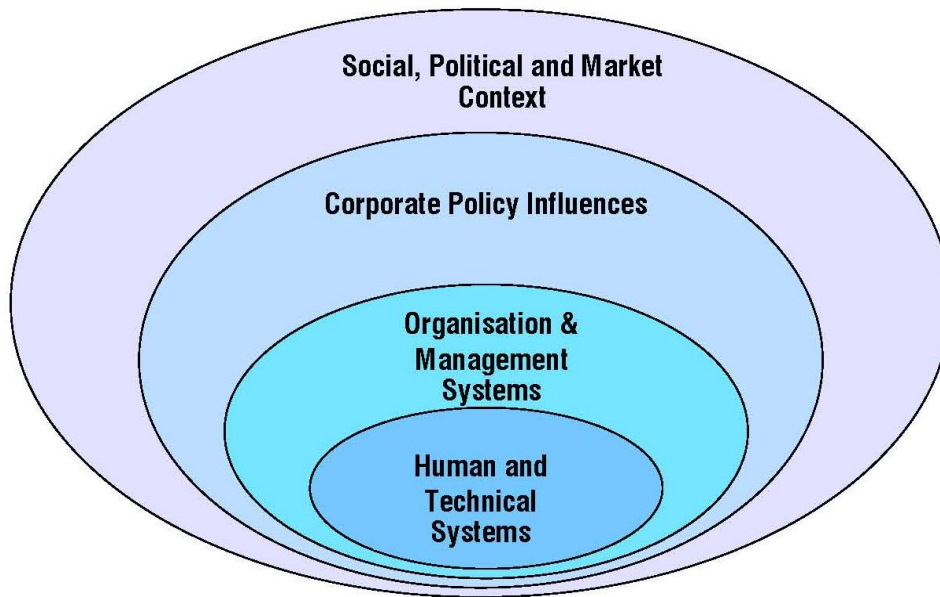 Social, Political and Market
Context
Corporate Policy Influences
Organisation &
Management
Systems
Human and
Technical
Systems